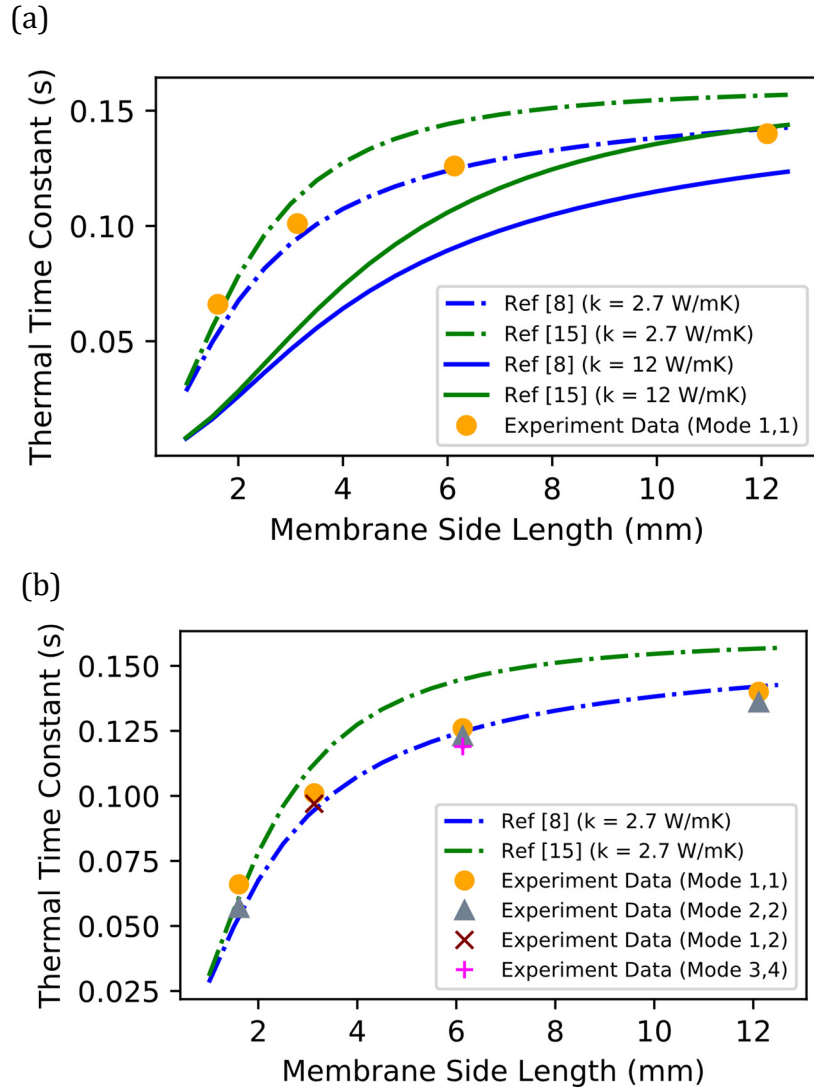 (a)
Thermal Time Constant (s)
0.15
0.10
0.05
Ref [8] (k = 2.7 W/mK)
Ref [15] (k = 2.7 W/mK)
Ref [8] (k = 12 W/mK)
Ref [15] (k = 12 W/mK)
Experiment Data (Mode 1,1)
2 4 6 8 10 12
Membrane Side Length (mm)
(b)
Thermal Time Constant (s)
0.150
0.125
0.100
0.075
0.050
0.025
Ref [8] (k = 2.7 W/mK)
Ref [15] (k = 2.7 W/mK)
Experiment Data (Mode 1,1)
Experiment Data (Mode 2,2)
Experiment Data (Mode 1,2)
Experiment Data (Mode 3,4)
2 4 6 8 10 12
Membrane Side Length (mm)